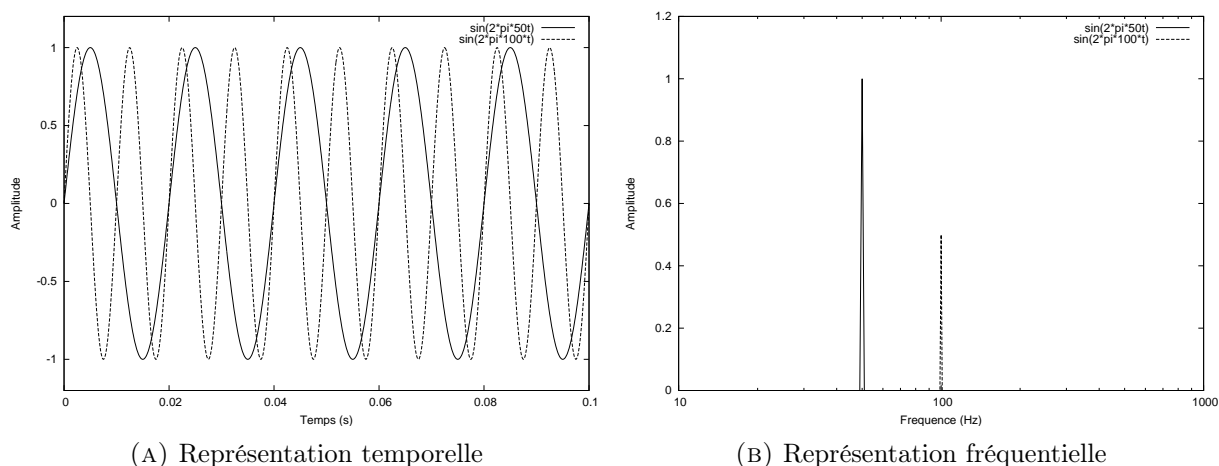 sin(2*pi*50t)
sin(2*pi*100*t)
1
0.5
0
-0.5
-1
Amplitude
0 0.02 0.04 0.06 0.08 0.1
Temps (s)
(A) Représentation temporelle
sin(2*pi*50t)
sin(2*pi*100*t)
1.2
1
0.8
0.6
0.4
0.2
0
Amplitude
10 100 1000
Frequence (Hz)
(B) Représentation fréquentielle